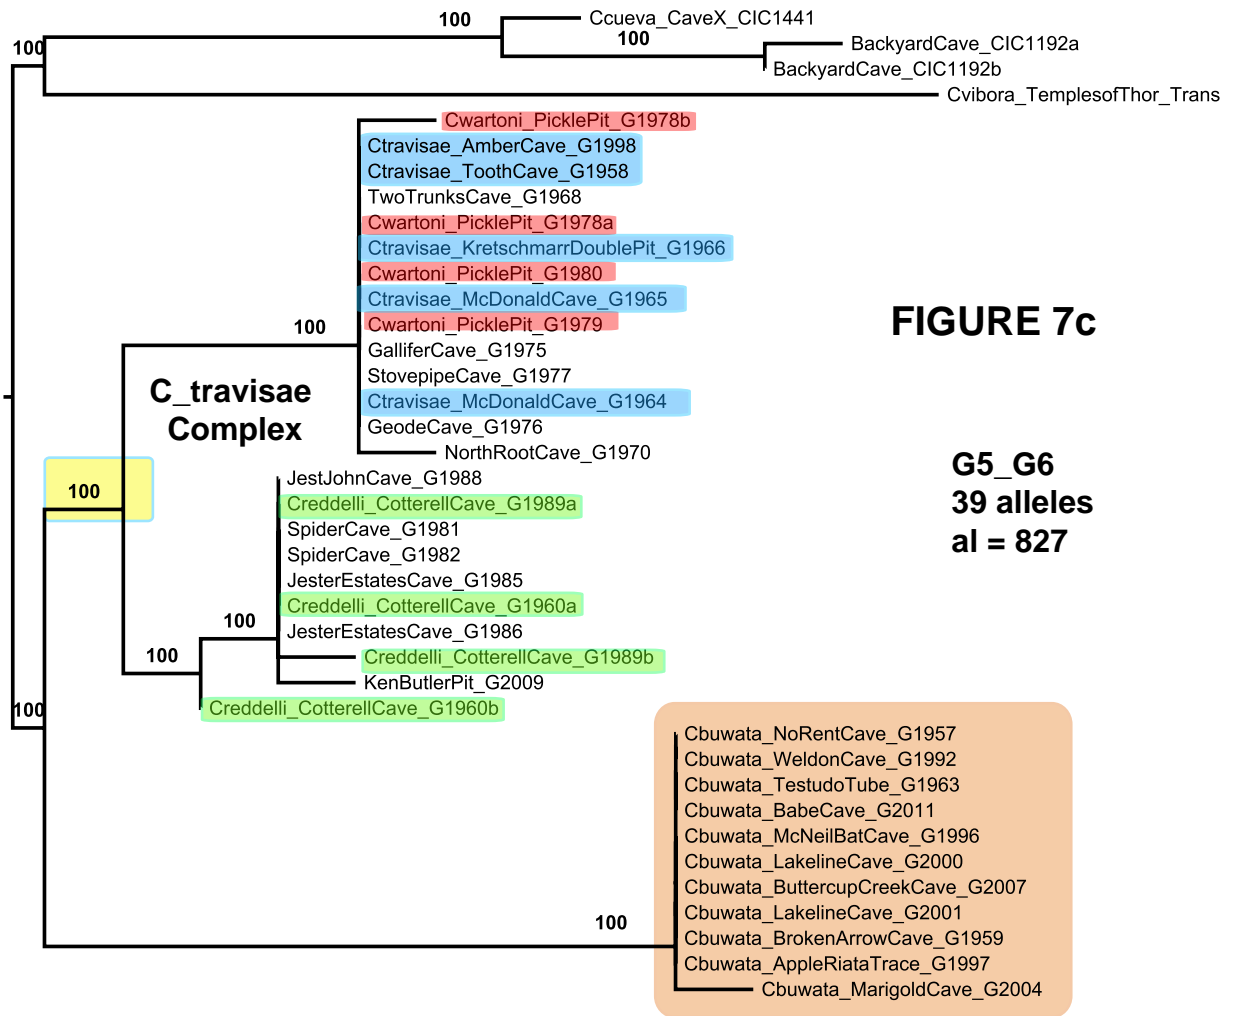 100
Ccueva_CaveX_CIC1441
100
100
BackyardCave_CIC1192a
BackyardCave_CIC1192b
Cvibora_TemplesofThor_Trans
Cwartoni_PicklePit_G1978b
Ctravisae_AmberCave_G1998
Ctravisae_ToothCave_G1958
TwoTrunksCave_G1968
Cwartoni_PicklePit_G1978a
Ctravisae_KretschmarrDoublePit_G1966
Cwartoni_PicklePit_G1980
Ctravisae_McDonaldCave_G1965
100
Cwartoni_PicklePit_G1979
GalliferCave_G1975
StovepipeCave_G1977
Ctravisae_McDonaldCave_G1964
GeodeCave_G1976
NorthRootCave_G1970
FIGURE 7c
C_travisae
Complex
G5_G6
39 alleles
al = 827
100
JestJohnCave_G1988
Creddelli_CotterellCave_G1989a
SpiderCave_G1981
SpiderCave_G1982
JesterEstatesCave_G1985
Creddelli_CotterellCave_G1960a
100
JesterEstatesCave_G1986
100
Creddelli_CotterellCave_G1989b
KenButlerPit_G2009
Creddelli_CotterellCave_G1960b
100
Cbuwata_NoRentCave_G1957
Cbuwata_WeldonCave_G1992
Cbuwata_TestudoTube_G1963
Cbuwata_BabeCave_G2011
Cbuwata_McNeilBatCave_G1996
Cbuwata_LakelineCave_G2000
Cbuwata_ButtercupCreekCave_G2007
Cbuwata_LakelineCave_G2001
100
Cbuwata_BrokenArrowCave_G1959
Cbuwata_AppleRiataTrace_G1997
Cbuwata_MarigoldCave_G2004